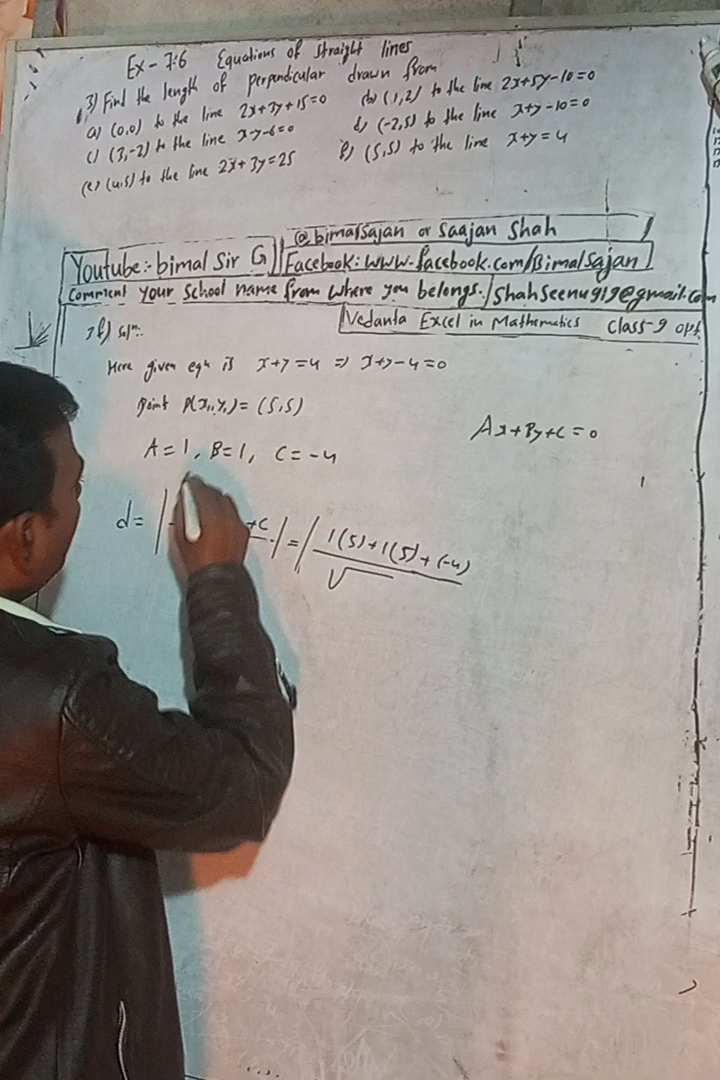 Ex-7.6 Equations of straight lines
3) Find the length of perpendicular drawn from
a) (0,0) to the line 2x+3y+15=0 (b) (1,2) to the line 2x+5y-10=0
c) (3,-2) to the line x-y-6=0 d) (-2,5) to the line x+y-10=0
(e) (4,5) to the line 2x+3y=25 f) (5,5) to the line x+y=4
@bimalsajan or Saajan Shah
Youtube:- bimal Sir G Facebook: www.facebook.com/Bimalsajan
Comment your School name from where you belongs. / Shahseenu919@gmail.com
Vedanta Excel in Mathematics class-9 opt
3f) Soln:
Here given eqn is x+y=4 => x+y-4=0
Point P(x1,y1)=(5,5)
Ax+By+C=0
A=1, B=1, C=-4
d= | +C | = | 1(5)+1(5)+(-4)
√